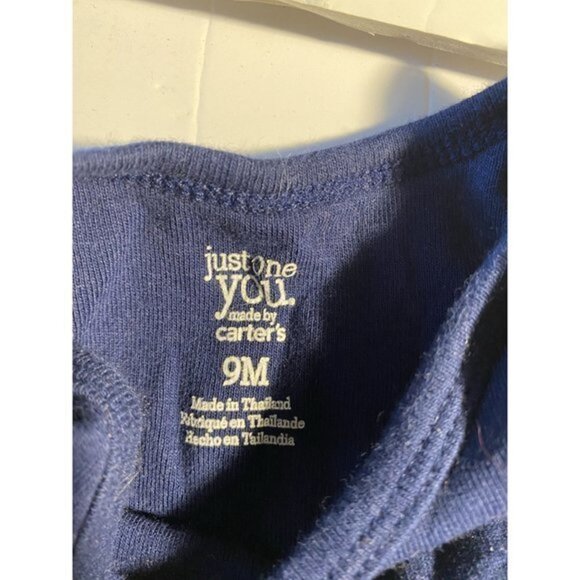 just one
you.
made by
carter's
9M
Made in Thailand
Fabriqué en Thaïlande
Hecho en Tailandia